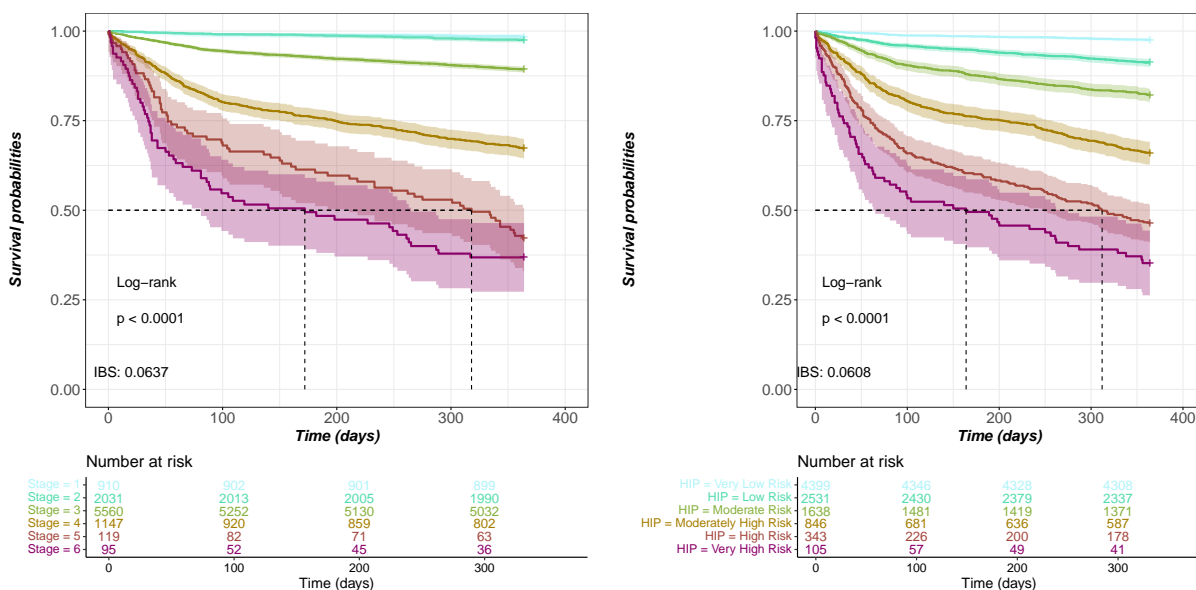 1.00
0.75
0.50
0.25
0.00
Survival probabilities
Log-rank
p < 0.0001
IBS: 0.0637
0 100 200 300 400
Time (days)
Number at risk
Stage = 1 910 902 901 899
Stage = 2 2031 2013 2005 1990
Stage = 3 5560 5252 5130 5032
Stage = 4 1147 920 859 802
Stage = 5 119 82 71 63
Stage = 6 95 52 45 36
0 100 200 300
Time (days)
1.00
0.75
0.50
0.25
0.00
Survival probabilities
Log-rank
p < 0.0001
IBS: 0.0608
0 100 200 300 400
Time (days)
Number at risk
HIP = Very Low Risk 4399 4346 4328 4308
HIP = Low Risk 2531 2430 2379 2337
HIP = Moderate Risk 1638 1481 1419 1371
HIP = Moderately High Risk 846 681 636 587
HIP = High Risk 343 226 200 178
HIP = Very High Risk 105 57 49 41
0 100 200 300
Time (days)